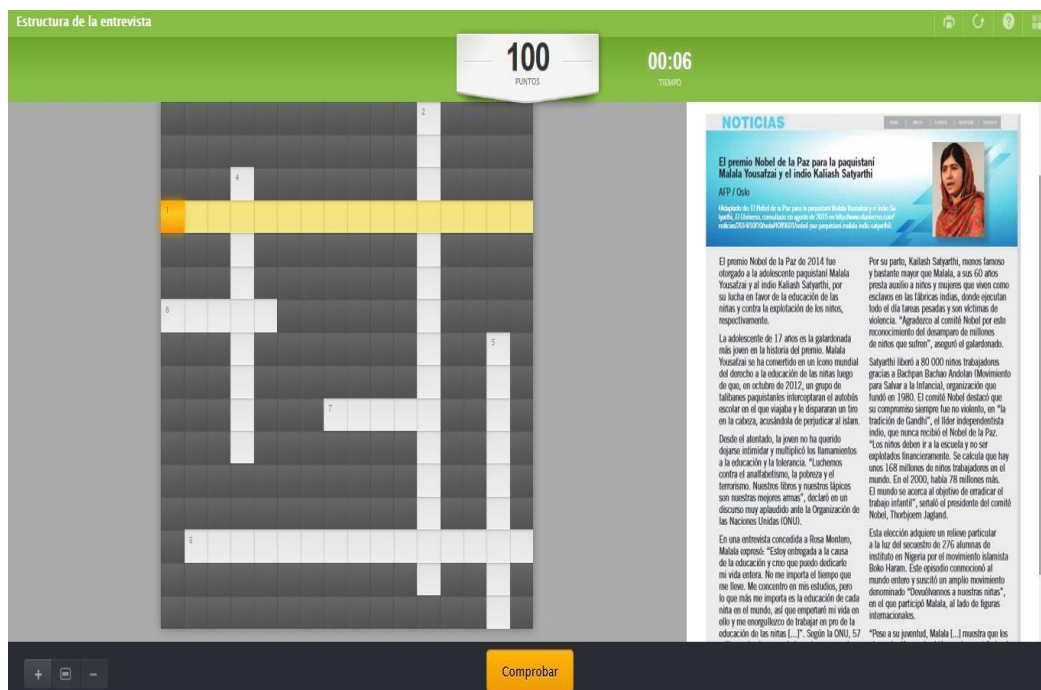 Estructura de la entrevista
100
PUNTOS
00:06
TIEMPO
2
4
1
6
5
7
3
NOTICIAS
El premio Nobel de la Paz para la paquistaní
Malala Yousafzai y el indio Kaliash Satyarthi
AFP / Oslo
El premio Nobel de la Paz de 2014 fue
otorgado a la adolescente paquistaní Malala
Yousafzai y al indio Kaliash Satyarthi, por
su lucha en favor de la educación de las
niñas y contra la explotación de los niños,
respectivamente.
La adolescente de 17 años es la galardonada
más joven en la historia del premio. Malala
Yousafzai se ha convertido en un ícono mundial
del derecho a la educación de las niñas luego
de que, en octubre de 2012, un grupo de
talibanes paquistaníes interceptaran el autobús
escolar en el que viajaba y le dispararan un tiro
en la cabeza, acusándola de perjudicar al islam.
Desde el atentado, la joven no ha querido
dejarse intimidar y multiplicó los llamamientos
a la educación y la tolerancia. "Luchemos
contra el analfabetismo, la pobreza y el
terrorismo. Nuestros libros y nuestros lápices
son nuestras mejores armas", declaró en un
discurso muy aplaudido ante la Organización de
las Naciones Unidas (ONU).
En una entrevista concedida a Rosa Montero,
Malala expresó: "Estoy entregada a la causa
de la educación y creo que puedo dedicarle
mi vida entera. No me importa el tiempo que
me lleve. Me concentro en mis estudios, pero
lo que más me importa es la educación de cada
niña en el mundo, así que empeñaré mi vida en
ello y me enorgullezco de trabajar en pro de la
educación de las niñas [...]". Según la ONU, 57
Por su parte, Kailash Satyarthi, menos famoso
y bastante mayor que Malala, a sus 60 años
presta auxilio a niños y mujeres que viven como
esclavos en las fábricas indias, donde ejecutan
todo el día tareas pesadas y son víctimas de
violencia. "Agradezco al comité Nobel por este
reconocimiento del desamparo de millones
de niños que sufren", aseguró el galardonado.
Satyarthi liberó a 80 000 niños trabajadores
gracias a Bachpan Bachao Andolan (Movimiento
para Salvar a la Infancia), organización que
fundó en 1980. El comité Nobel destacó que
su compromiso siempre fue no violento, en "la
tradición de Gandhi", el líder independentista
indio, que nunca recibió el Nobel de la Paz.
"Los niños deben ir a la escuela y no ser
explotados financieramente. Se calcula que hay
unos 168 millones de niños trabajadores en el
mundo. En el 2000, había 78 millones más.
El mundo se acerca al objetivo de erradicar el
trabajo infantil", señaló el presidente del comité
Nobel, Thorbjoern Jagland.
Esta elección adquiere un relieve particular
a la luz del secuestro de 276 alumnas de
instituto en Nigeria por el movimiento islamista
Boko Haram. Este episodio conmocionó al
mundo entero y suscitó un amplio movimiento
denominado "Devuélvannos a nuestras niñas",
en el que participó Malala, al lado de figuras
internacionales.
"Pese a su juventud, Malala [...] muestra que los
Comprobar